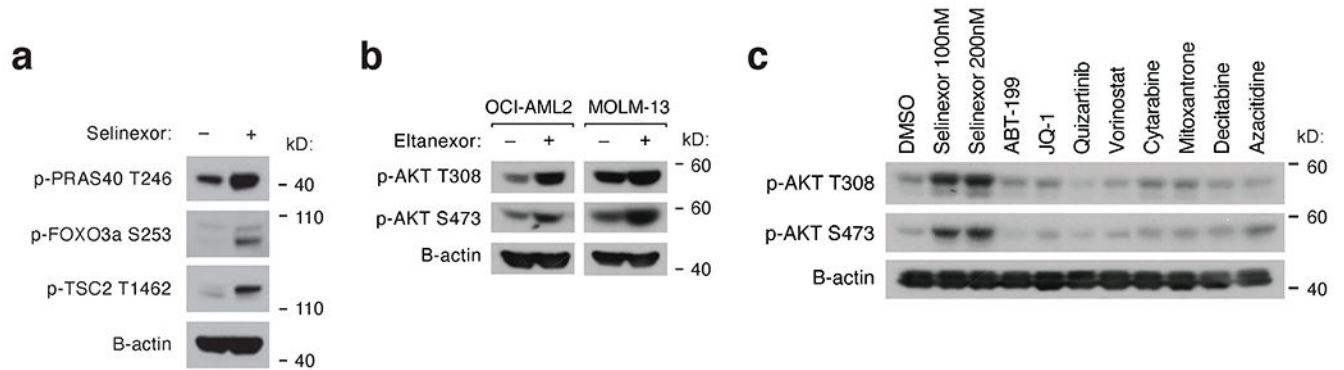 a
Selinexor: – + kD:
p-PRAS40 T246 – 40
– 110
p-FOXO3a S253
p-TSC2 T1462
– 110
B-actin
– 40
b
OCI-AML2 MOLM-13
Eltanexor: – + – + kD:
– 60
p-AKT T308
p-AKT S473 – 60
B-actin
– 40
c
DMSO
Selinexor 100nM
Selinexor 200nM
ABT-199
JQ-1
Quizartinib
Vorinostat
Cytarabine
Mitoxantrone
Decitabine
Azacitidine
kD:
– 60
p-AKT T308
– 60
p-AKT S473
B-actin – 40